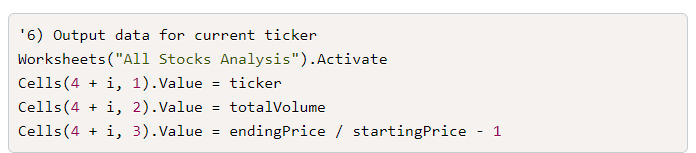 '6) Output data for current ticker
Worksheets("All Stocks Analysis").Activate
Cells(4 + i, 1).Value = ticker
Cells(4 + i, 2).Value = totalVolume
Cells(4 + i, 3).Value = endingPrice / startingPrice - 1